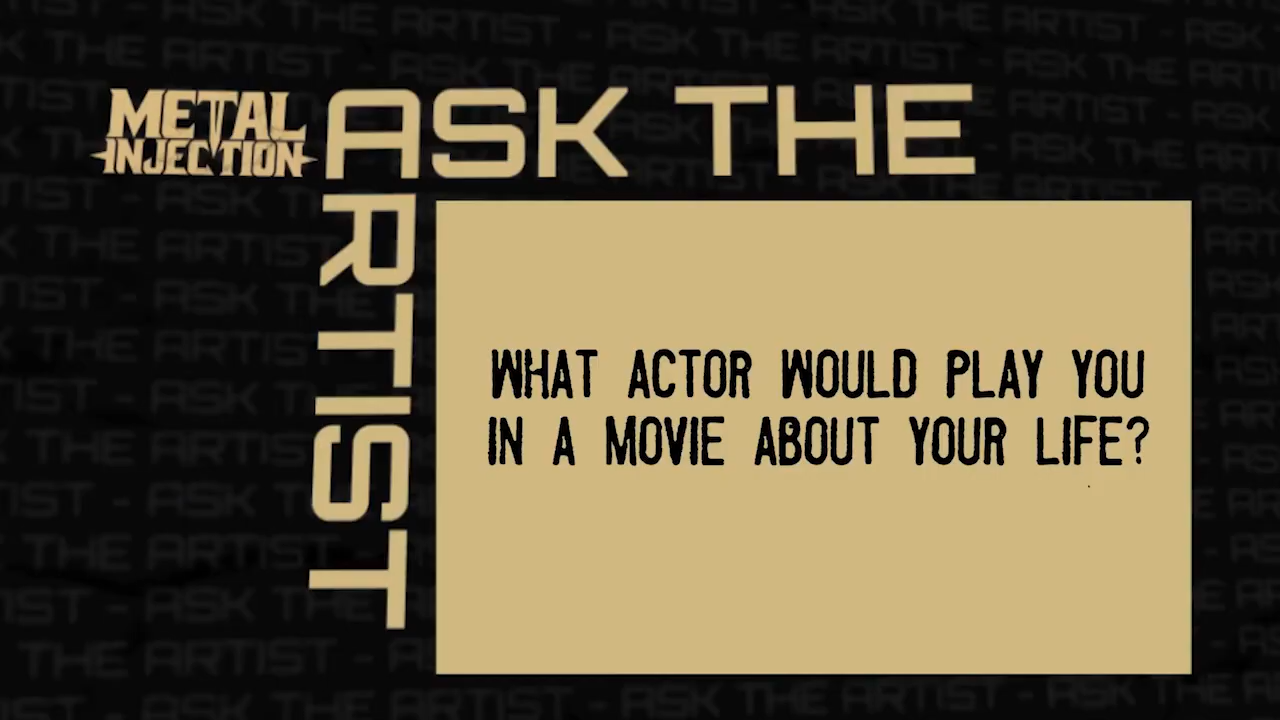 METAL
INJECTION
ASK THE
ARTIST
WHAT ACTOR WOULD PLAY YOU
IN A MOVIE ABOUT YOUR LIFE?